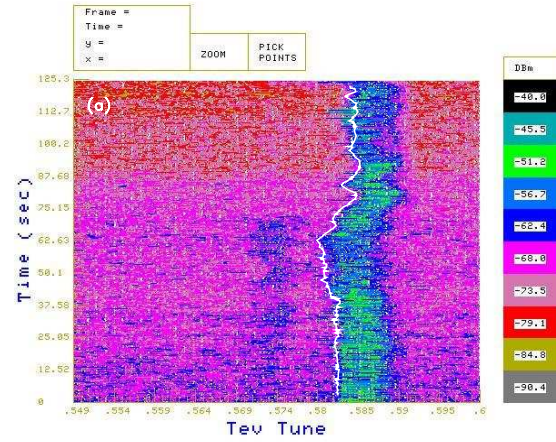 Frame =
Time =
y =
x =
ZOOM
PICK
POINTS
DBm
125.3
112.7
100.2
87.68
75.15
62.63
50.1
37.58
25.05
12.52
0
(a)
Time (sec)
.549 .554 .559 .564 .569 .574 .58 .585 .59 .595 .6
Tev Tune
-40.0
-45.5
-51.2
-56.7
-62.4
-68.0
-73.5
-79.1
-84.8
-90.4